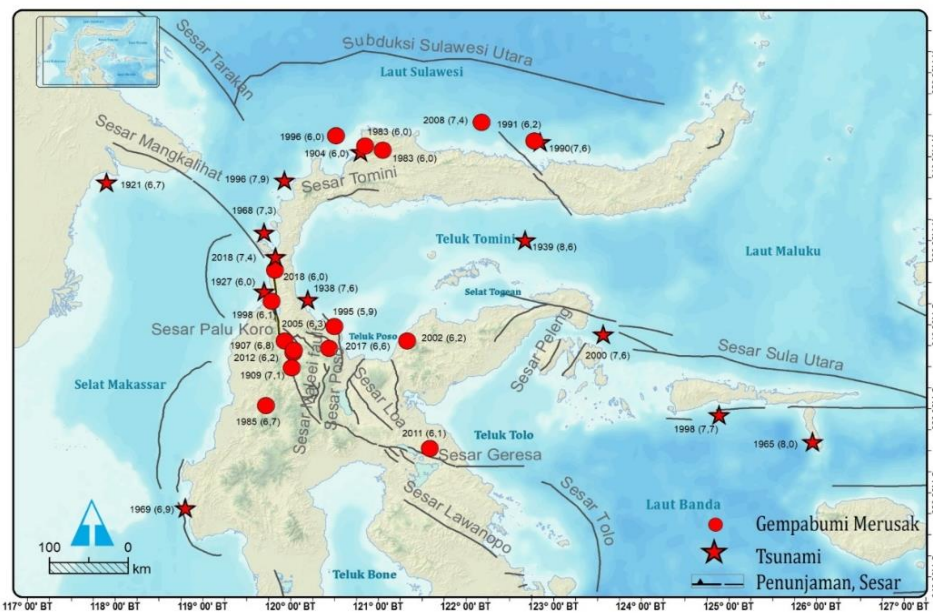 Sesar Tarakan
Subduksi Sulawesi Utara
Laut Sulawesi
2008 (7,4)
1991 (6,2)
1996 (6,0)
1983 (6,0)
1990(7,6)
Sesar Mangkalihat
1904 (6,0)
1983 (6,0)
1921 (6,7)
1996 (7,9)
Sesar Tomini
1968 (7,3)
Teluk Tomini
1939 (8,6)
Laut Maluku
2018 (7,4)
2018 (6,0)
1927 (6,0)
1938 (7,6)
Selat Togean
1998 (6,1)
1995 (5,9)
2005 (6,3)
Sesar Palu Koro
Teluk Poso
2002 (6,2)
Sesar Peleng
1907 (6,8)
2017 (6,6)
2000 (7,6)
Sesar Sula Utara
2012 (6,2)
1909 (7,1)
Sesar Poso
Selat Makassar
Sesar Loa
1985 (6,7)
1998 (7,7)
Teluk Tolo
1965 (8,0)
2011 (6,1)
Sesar Geresa
Sesar Tolo
Sesar Lawanopo
Laut Banda
1969 (6,9)
Gempabumi Merusak
Tsunami
Penunjaman, Sesar
100 0
km
Teluk Bone
117° 00' BT 118° 00' BT 119° 00' BT 120° 00' BT 121° 00' BT 122° 00' BT 123° 00' BT 124° 00' BT 125° 00' BT 126° 00' BT 127° 00' BT